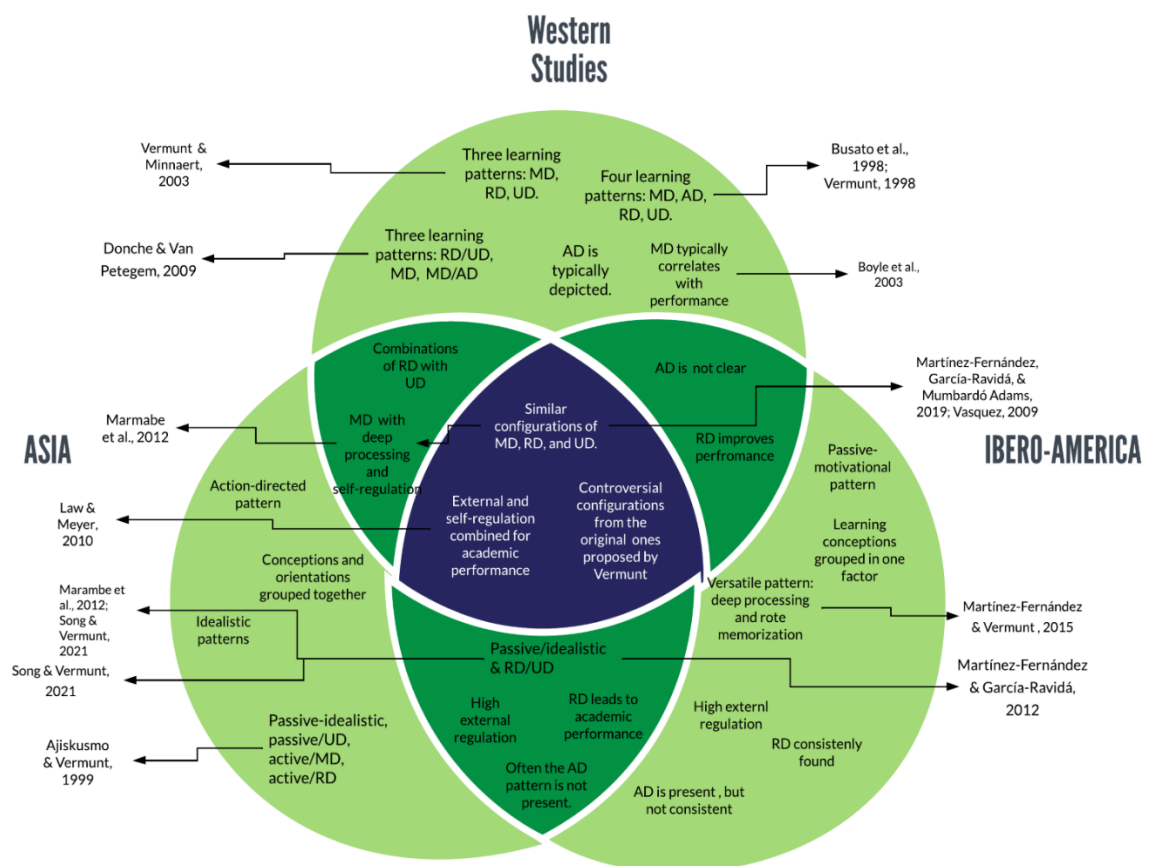 Western
Studies
Vermunt &
Minnaert,
2003
Three learning
patterns: MD,
RD, UD.
Four learning
patterns: MD, AD,
RD, UD.
Busato et al.,
1998;
Vermunt, 1998
Donche & Van
Petegem, 2009
Three learning
patterns: RD/UD,
MD, MD/AD
AD is
typically
depicted.
MD typically
correlates
with
performance
Boyle et al.,
2003
Combinations
of RD with
UD
AD is not clear
Martínez-Fernández,
García-Ravidá, &
Mumbardó Adams,
2019; Vasquez, 2009
Marmabe
et al., 2012
MD with
deep
processing
and
self-regulation
Similar
configurations
of MD, RD, and UD.
RD improves
perfromance
ASIA
IBERO-AMERICA
Passive-
motivational
pattern
Action-directed
pattern
Law &
Meyer,
2010
External and
self-regulation
combined for
academic
performance
Controversial
configurations
from the
original ones
proposed by
Vermunt
Learning
conceptions
grouped in one
factor
Conceptions and
orientations
grouped together
Versatile pattern:
deep processing
and rote
memorization
Martínez-Fernández
& Vermunt , 2015
Marambe
et al., 2012;
Song &
Vermunt,
2021
Idealistic
patterns
Passive/idealistic
& RD/UD
Song & Vermunt,
2021
Martínez-Fernández
& García-Ravidá,
2012
High
external
regulation
RD leads to
academic
performance
High externl
regulation
RD consistenly
found
Ajiskusmo
& Vermunt,
1999
Passive-idealistic,
passive/UD,
active/MD,
active/RD
Often the AD
pattern is not
present.
AD is present , but
not consistent